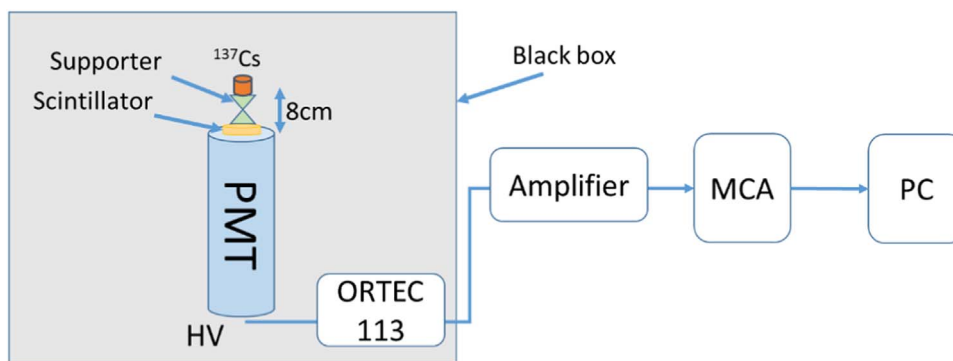 ¹³⁷Cs
Supporter
Scintillator
8cm
Black box
PMT
HV
ORTEC
113
Amplifier
MCA
PC